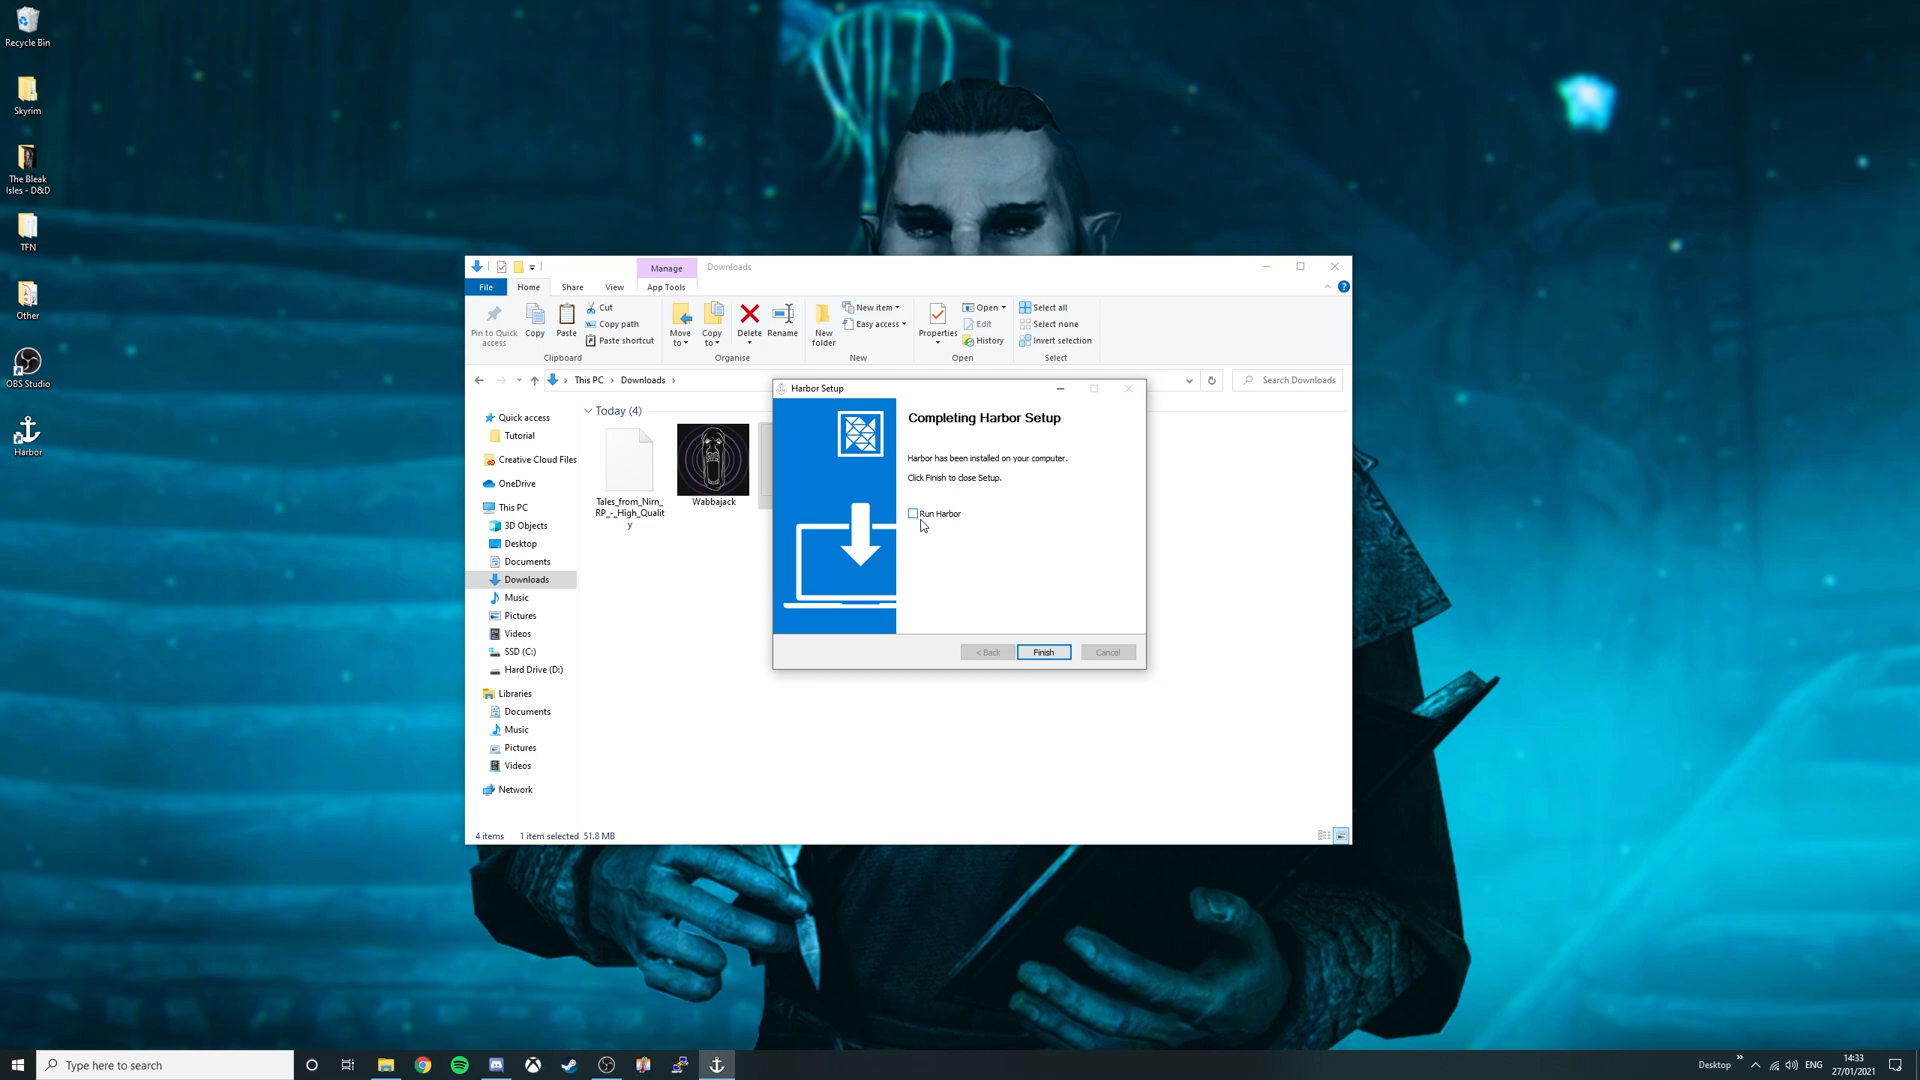 Recycle Bin
Skyrim
The Bleak
Isles - D&D
TFN
Other
OBS Studio
Harbor
Manage
Downloads
File
Home
Share
View
App Tools
Pin to Quick
access
Copy
Paste
Cut
Copy path
Paste shortcut
Clipboard
Move
to
Copy
to
Delete
Rename
Organise
New
folder
New item
Easy access
New
Properties
Open
Edit
History
Open
Select all
Select none
Invert selection
Select
This PC
Downloads
Search Downloads
Quick access
Tutorial
Creative Cloud Files
OneDrive
This PC
3D Objects
Desktop
Documents
Downloads
Music
Pictures
Videos
SSD (C:)
Hard Drive (D:)
Libraries
Documents
Music
Pictures
Videos
Network
Today (4)
Tales_from_Nirn_
RP_-_High_Qualit
y
Wabbajack
Harbor Setup
Completing Harbor Setup
Harbor has been installed on your computer.
Click Finish to close Setup.
Run Harbor
< Back
Finish
Cancel
4 items
1 item selected 51.8 MB
Type here to search
Desktop
ENG
14:33
27/01/2021